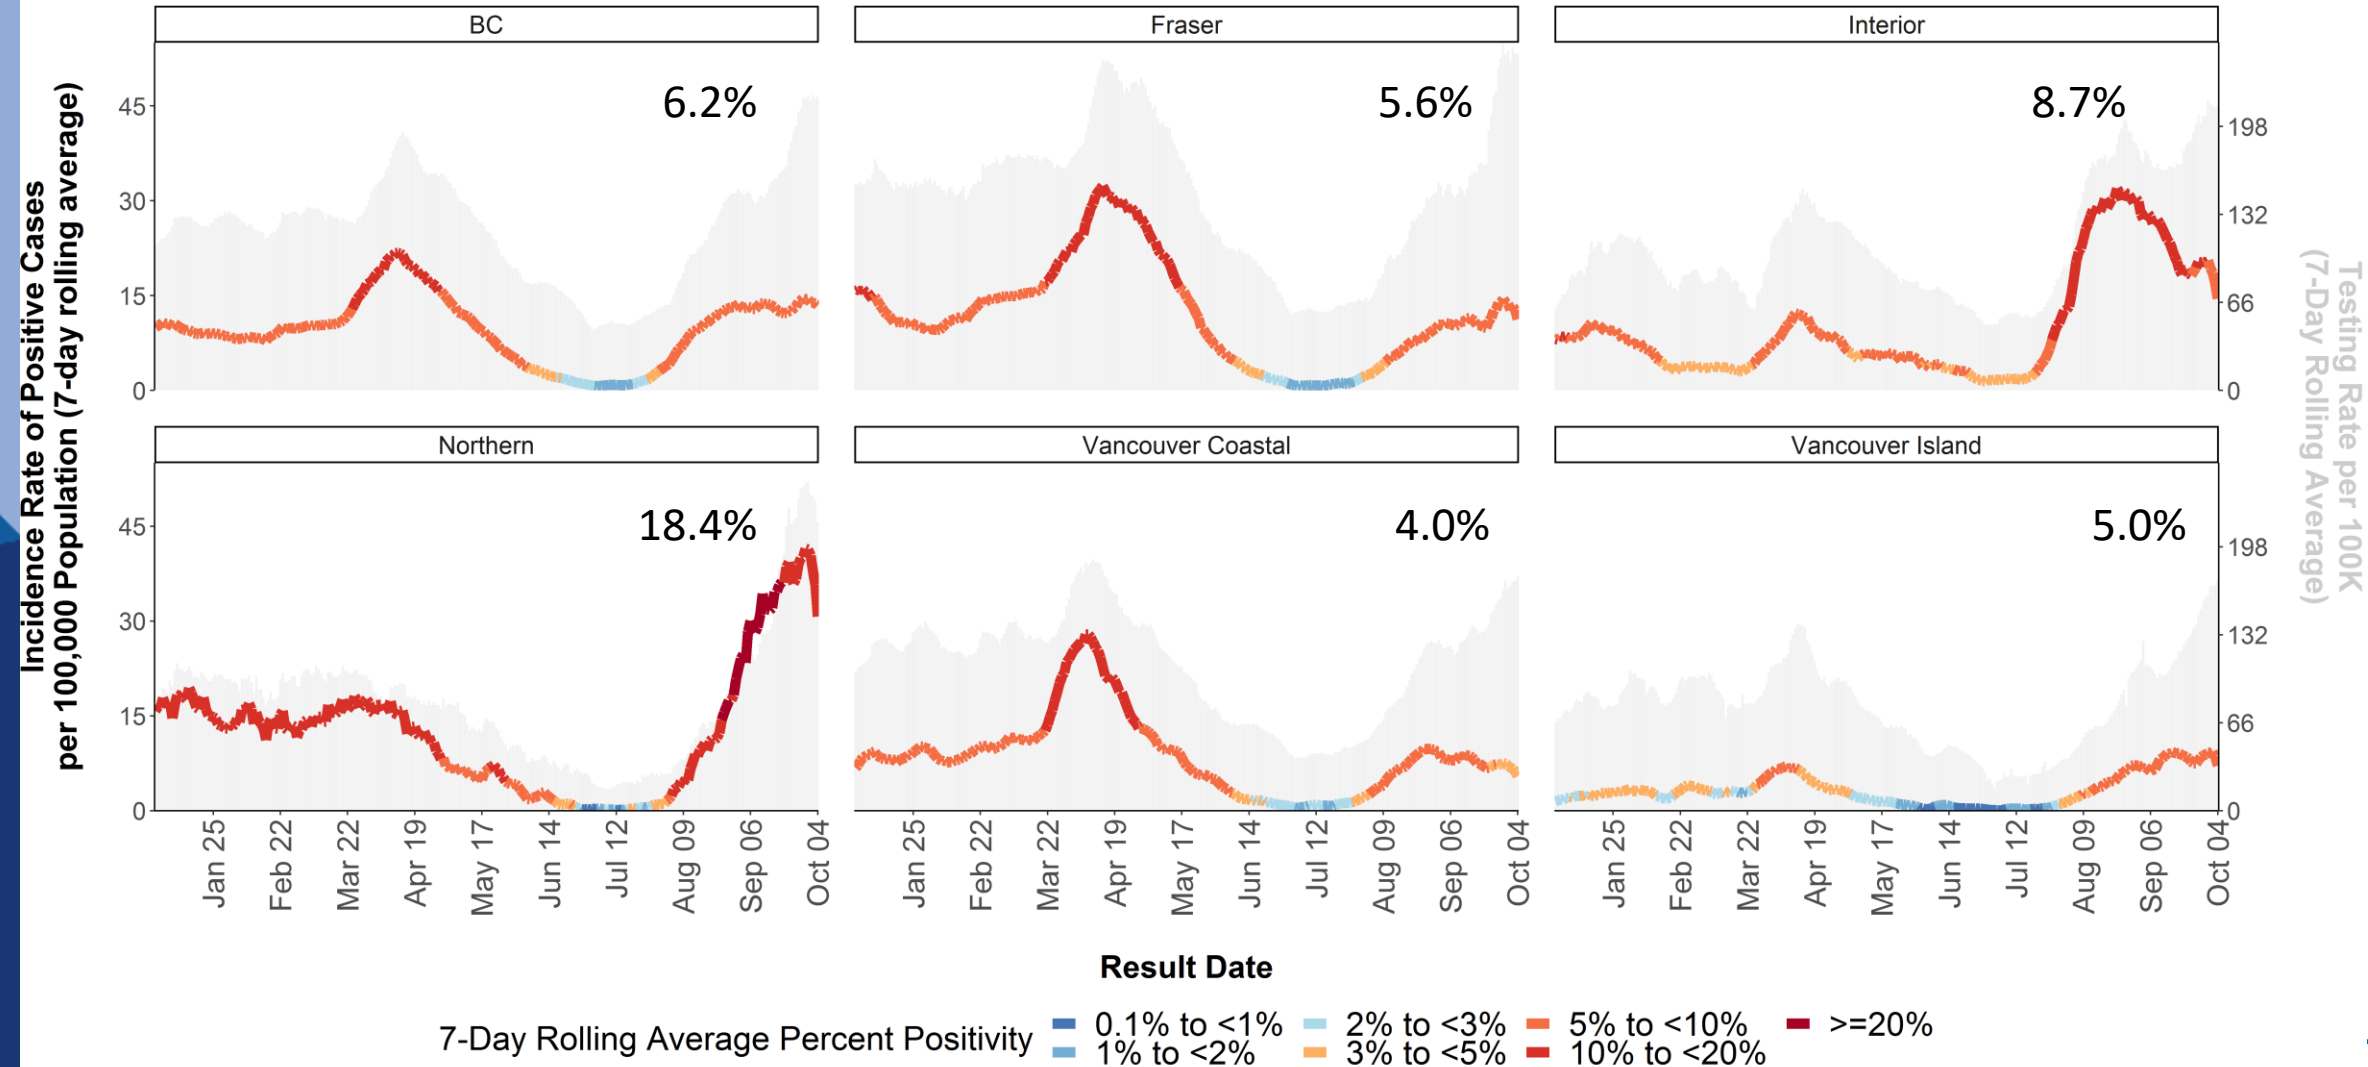 Incidence Rate of Positive Cases
per 100,000 Population (7-day rolling average)
BC
6.2%
45
30
15
0
Fraser
5.6%
Interior
8.7%
198
132
66
0
Testing Rate per 100K
(7-Day Rolling Average)
Northern
18.4%
45
30
15
0
Vancouver Coastal
4.0%
Vancouver Island
5.0%
198
132
66
0
Jan 25
Feb 22
Mar 22
Apr 19
May 17
Jun 14
Jul 12
Aug 09
Sep 06
Oct 04
Jan 25
Feb 22
Mar 22
Apr 19
May 17
Jun 14
Jul 12
Aug 09
Sep 06
Oct 04
Jan 25
Feb 22
Mar 22
Apr 19
May 17
Jun 14
Jul 12
Aug 09
Sep 06
Oct 04
Result Date
7-Day Rolling Average Percent Positivity
0.1% to <1%
1% to <2%
2% to <3%
3% to <5%
5% to <10%
10% to <20%
>=20%